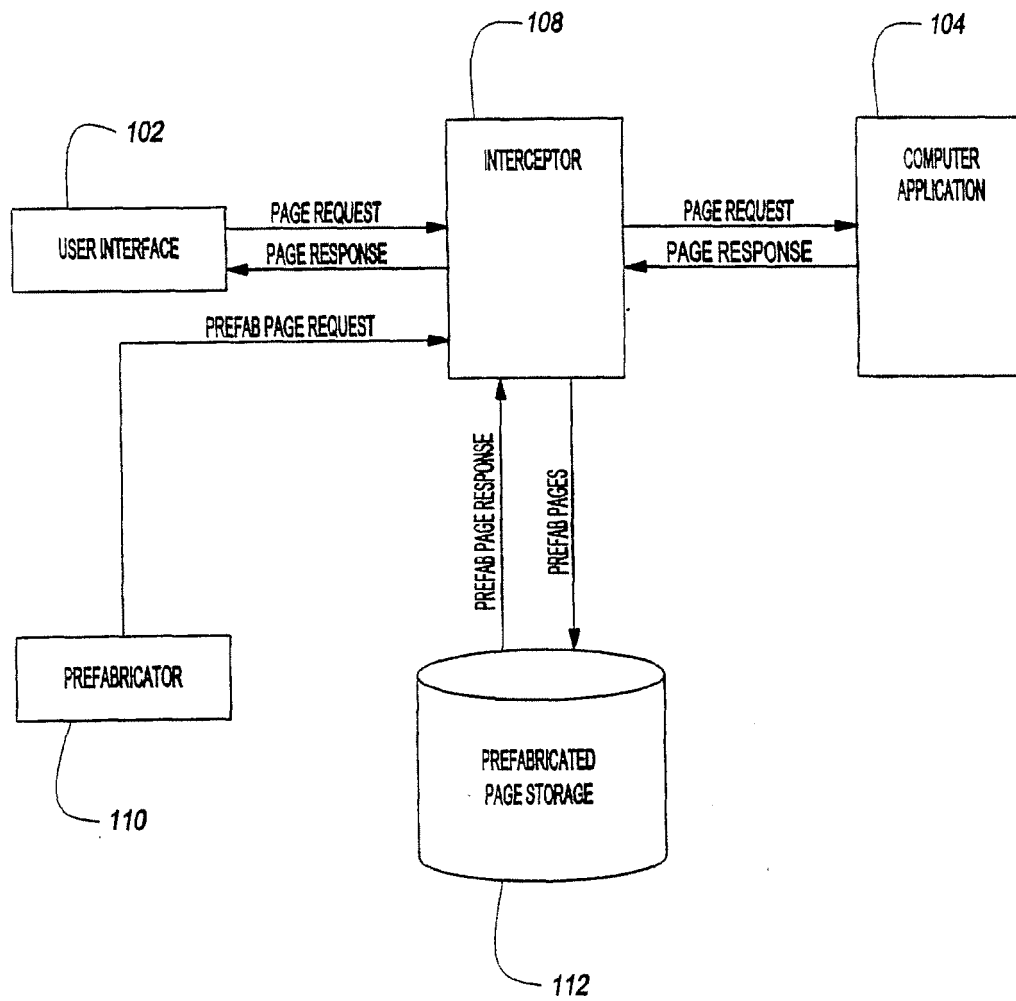 108
104
102
INTERCEPTOR
COMPUTER
APPLICATION
PAGE REQUEST
PAGE REQUEST
USER INTERFACE
PAGE RESPONSE
PAGE RESPONSE
PREFAB PAGE REQUEST
PREFAB PAGE RESPONSE
PREFAB PAGES
PREFABRICATOR
PREFABRICATED
PAGE STORAGE
110
112